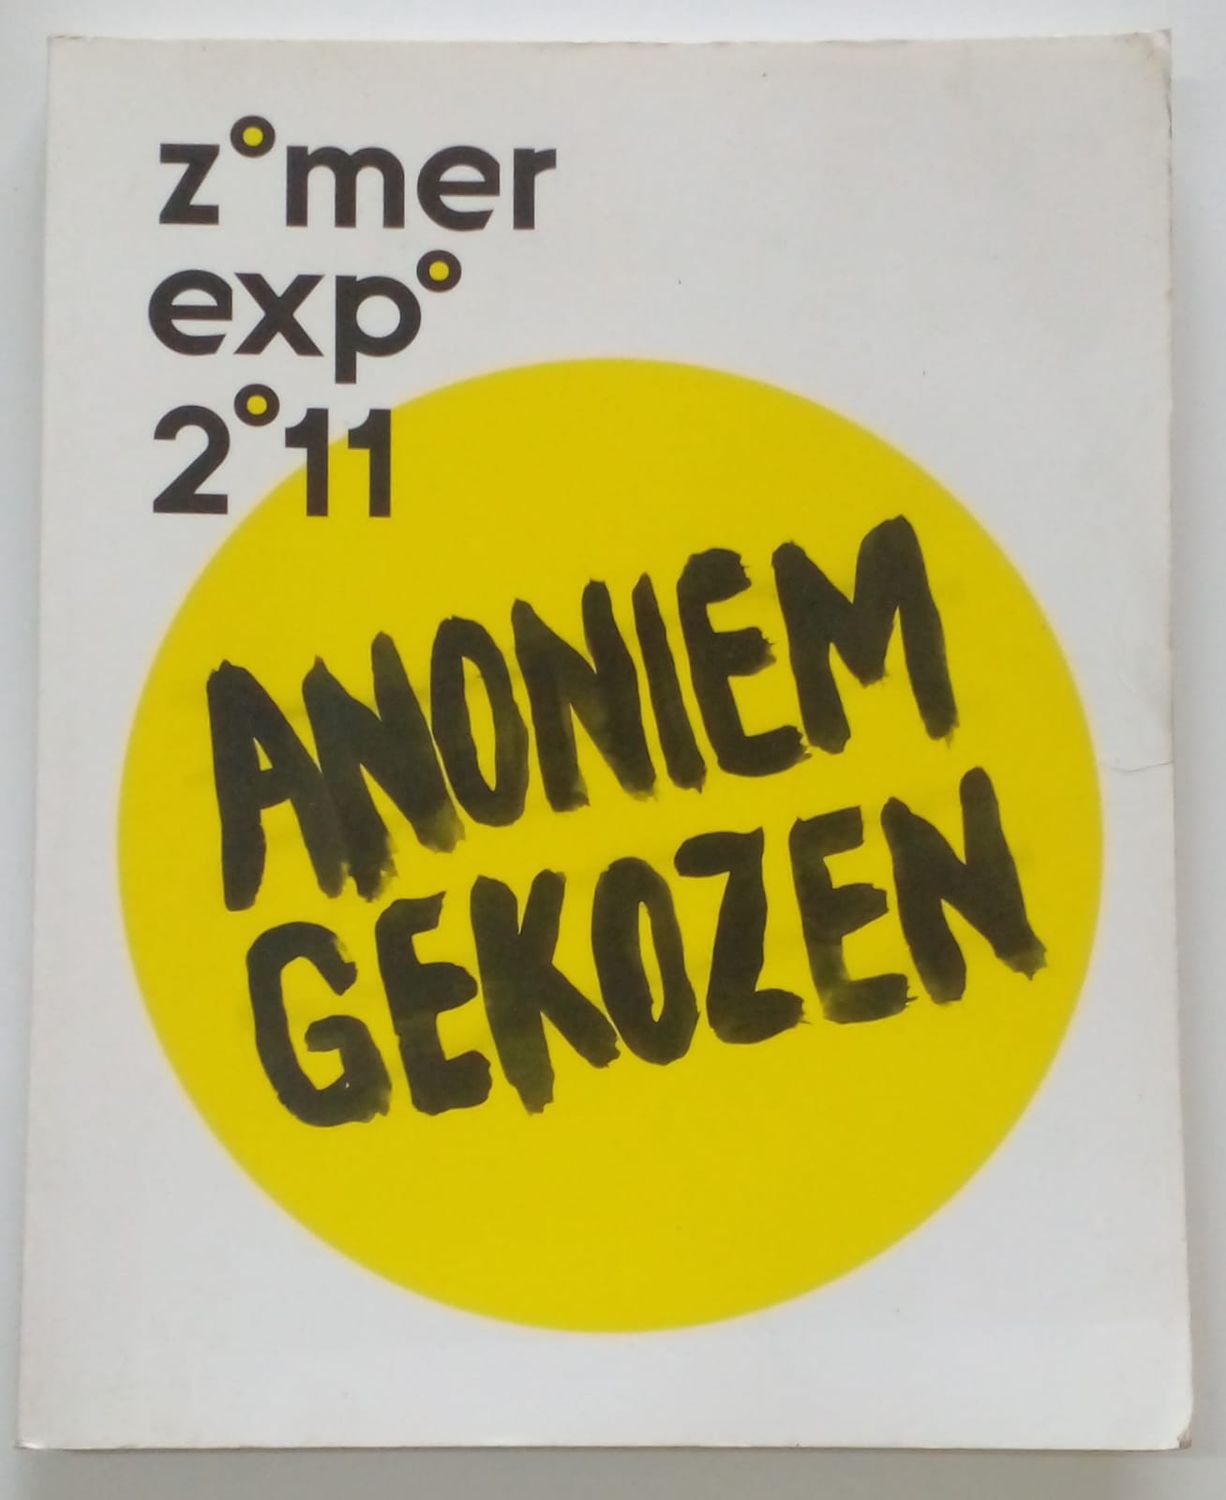 z°mer
exp°
2°11
ANONIEM
GEKOZEN